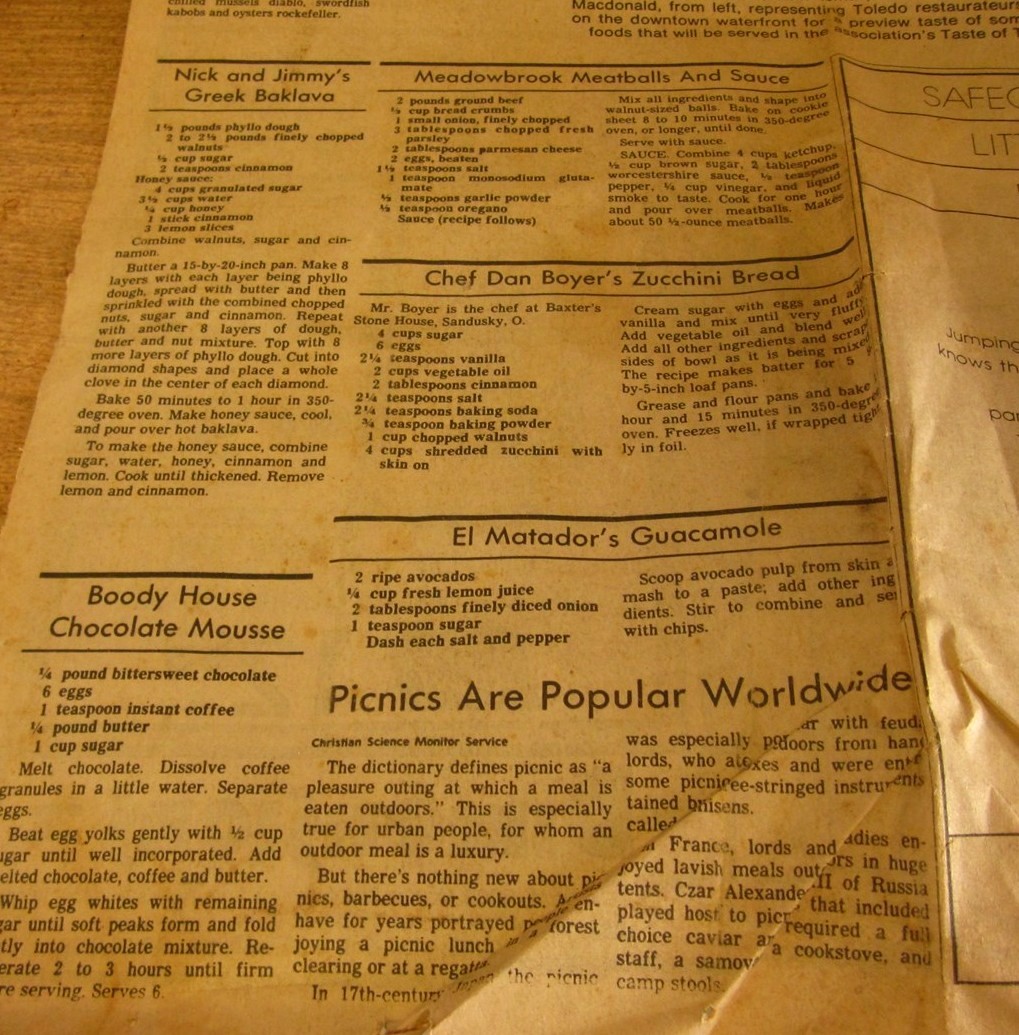 chilled mussels diablo, swordfish
kabobs and oysters rockefeller.
Macdonald, from left, representing Toledo restaurateurs
on the downtown waterfront for a preview taste of som
foods that will be served in the association's Taste of T
Nick and Jimmy's
Greek Baklava
1½ pounds phyllo dough
2 to 2½ pounds finely chopped
walnuts
½ cup sugar
2 teaspoons cinnamon
Honey sauce:
4 cups granulated sugar
3½ cups water
¼ cup honey
1 stick cinnamon
3 lemon slices
Combine walnuts, sugar and cin-
namon.
Butter a 15-by-20-inch pan. Make 8
layers with each layer being phyllo
dough, spread with butter and then
sprinkled with the combined chopped
nuts, sugar and cinnamon. Repeat
with another 8 layers of dough,
butter and nut mixture. Top with 8
more layers of phyllo dough. Cut into
diamond shapes and place a whole
clove in the center of each diamond.
Bake 50 minutes to 1 hour in 350-
degree oven. Make honey sauce, cool,
and pour over hot baklava.
To make the honey sauce, combine
sugar, water, honey, cinnamon and
lemon. Cook until thickened. Remove
lemon and cinnamon.
Meadowbrook Meatballs And Sauce
2 pounds ground beef
½ cup bread crumbs
1 small onion, finely chopped
3 tablespoons chopped fresh
parsley
2 tablespoons parmesan cheese
2 eggs, beaten
1½ teaspoons salt
1 teaspoon monosodium gluta-
mate
½ teaspoons garlic powder
½ teaspoon oregano
Sauce (recipe follows)
Mix all ingredients and shape into
walnut-sized balls. Bake on cookie
sheet 8 to 10 minutes in 350-degree
oven, or longer, until done.
Serve with sauce.
SAUCE. Combine 4 cups ketchup,
½ cup brown sugar, 2 tablespoons
worcestershire sauce, ½ teaspoon
pepper, ¼ cup vinegar, and liquid
smoke to taste. Cook for one hour
and pour over meatballs. Makes
about 50 ½-ounce meatballs.
Chef Dan Boyer's Zucchini Bread
Mr. Boyer is the chef at Baxter's
Stone House, Sandusky, O.
4 cups sugar
6 eggs
2¼ teaspoons vanilla
2 cups vegetable oil
2 tablespoons cinnamon
2¼ teaspoons salt
2¼ teaspoons baking soda
¾ teaspoon baking powder
1 cup chopped walnuts
4 cups shredded zucchini with
skin on
Cream sugar with eggs and add
vanilla and mix until very fluffy
Add vegetable oil and blend well
Add all other ingredients and scrap
sides of bowl as it is being mixed
The recipe makes batter for 5
by-5-inch loaf pans.
Grease and flour pans and bake
hour and 15 minutes in 350-degree
oven. Freezes well, if wrapped tight
ly in foil.
El Matador's Guacamole
2 ripe avocados
¼ cup fresh lemon juice
2 tablespoons finely diced onion
1 teaspoon sugar
Dash each salt and pepper
Scoop avocado pulp from skin a
mash to a paste; add other ing
dients. Stir to combine and se
with chips.
Boody House
Chocolate Mousse
¼ pound bittersweet chocolate
6 eggs
1 teaspoon instant coffee
¼ pound butter
1 cup sugar
Melt chocolate. Dissolve coffee
granules in a little water. Separate
eggs.
Beat egg yolks gently with ½ cup
ugar until well incorporated. Add
elted chocolate, coffee and butter.
Whip egg whites with remaining
gar until soft peaks form and fold
tly into chocolate mixture. Re-
erate 2 to 3 hours until firm
re serving. Serves 6.
Picnics Are Popular Worldwide
Christian Science Monitor Service
The dictionary defines picnic as "a
pleasure outing at which a meal is
eaten outdoors." This is especially
true for urban people, for whom an
outdoor meal is a luxury.
But there's nothing new about pic-
nics, barbecues, or cookouts.
have for years portrayed people en-
joying a picnic lunch in a forest
clearing or at a regatta.
In 17th-century Japan the picnic
was especially popular with feudal
lords, who
some picnic
tained by
called
In France, lords and ladies en-
joyed lavish meals outdoors in huge
tents. Czar Alexander II of Russia
played host to picnics that included
choice caviar and required a full
staff, a samovar, a cookstove, and
camp stools.
SAFEG
LIT
Jumping
knows th
par